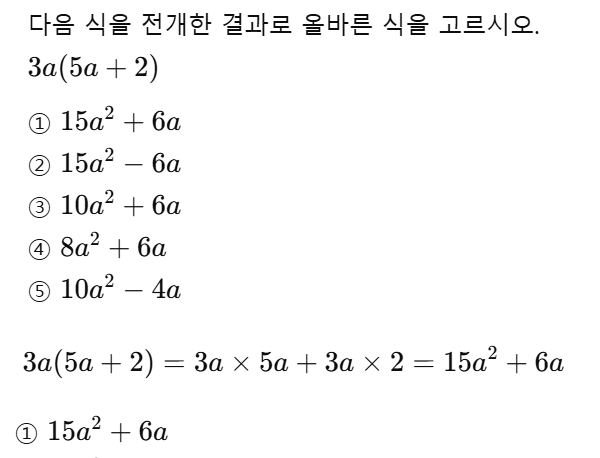 다음 식을 전개한 결과로 올바른 식을 고르시오.
3a(5a + 2)
① 15a² + 6a
② 15a² − 6a
③ 10a² + 6a
④ 8a² + 6a
⑤ 10a² − 4a
3a(5a + 2) = 3a × 5a + 3a × 2 = 15a² + 6a
① 15a² + 6a